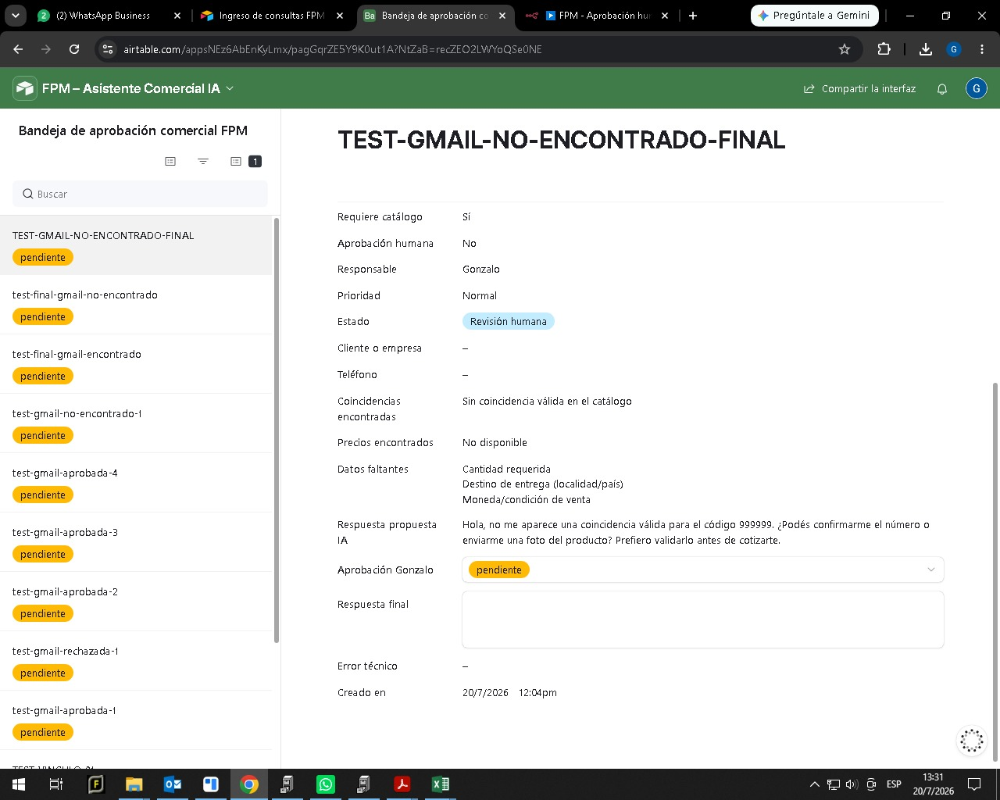 (2) WhatsApp Business
Ingreso de consultas FPM
Bandeja de aprobación co
FPM - Aprobación hu
Pregúntale a Gemini
airtable.com/appsNEz6AbEnKyLmx/pagGqrZE5Y9K0ut1A?NtZaB=recZEO2LWYoQSe0NE
G
FPM – Asistente Comercial IA
Compartir la interfaz
G
Bandeja de aprobación comercial FPM
1
Buscar
TEST-GMAIL-NO-ENCONTRADO-FINAL
pendiente
test-final-gmail-no-encontrado
pendiente
test-final-gmail-encontrado
pendiente
test-gmail-no-encontrado-1
pendiente
test-gmail-aprobada-4
pendiente
test-gmail-aprobada-3
pendiente
test-gmail-aprobada-2
pendiente
test-gmail-rechazada-1
pendiente
test-gmail-aprobada-1
pendiente
TEST-GMAIL-NO-ENCONTRADO-FINAL
Requiere catálogo Sí
Aprobación humana No
Responsable Gonzalo
Prioridad Normal
Estado Revisión humana
Cliente o empresa –
Teléfono –
Coincidencias encontradas Sin coincidencia válida en el catálogo
Precios encontrados No disponible
Datos faltantes Cantidad requerida
Destino de entrega (localidad/país)
Moneda/condición de venta
Respuesta propuesta IA Hola, no me aparece una coincidencia válida para el código 999999. ¿Podés confirmarme el número o
enviarme una foto del producto? Prefiero validarlo antes de cotizarte.
Aprobación Gonzalo pendiente
Respuesta final
Error técnico –
Creado en 20/7/2026 12:04pm
ESP
13:31
20/7/2026